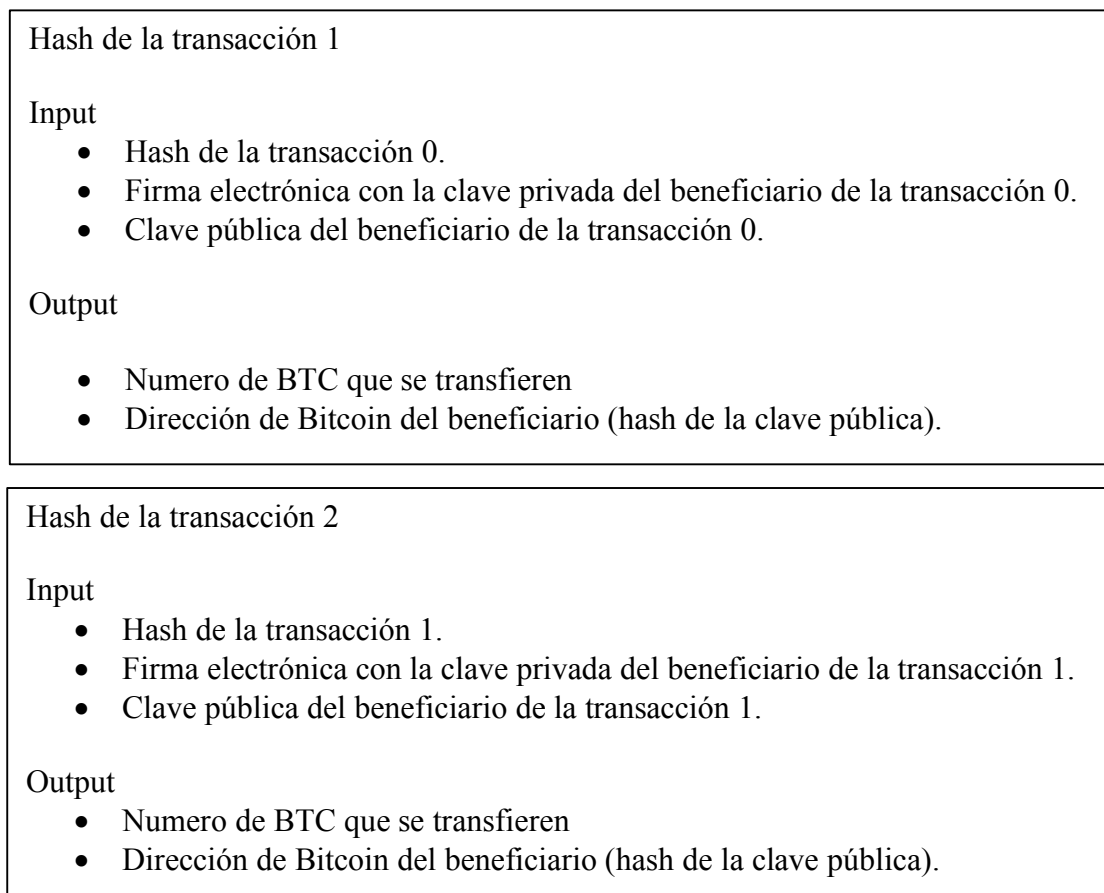 Hash de la transacción 1
Input
• Hash de la transacción 0.
• Firma electrónica con la clave privada del beneficiario de la transacción 0.
• Clave pública del beneficiario de la transacción 0.
Output
• Numero de BTC que se transfieren
• Dirección de Bitcoin del beneficiario (hash de la clave pública).
Hash de la transacción 2
Input
• Hash de la transacción 1.
• Firma electrónica con la clave privada del beneficiario de la transacción 1.
• Clave pública del beneficiario de la transacción 1.
Output
• Numero de BTC que se transfieren
• Dirección de Bitcoin del beneficiario (hash de la clave pública).